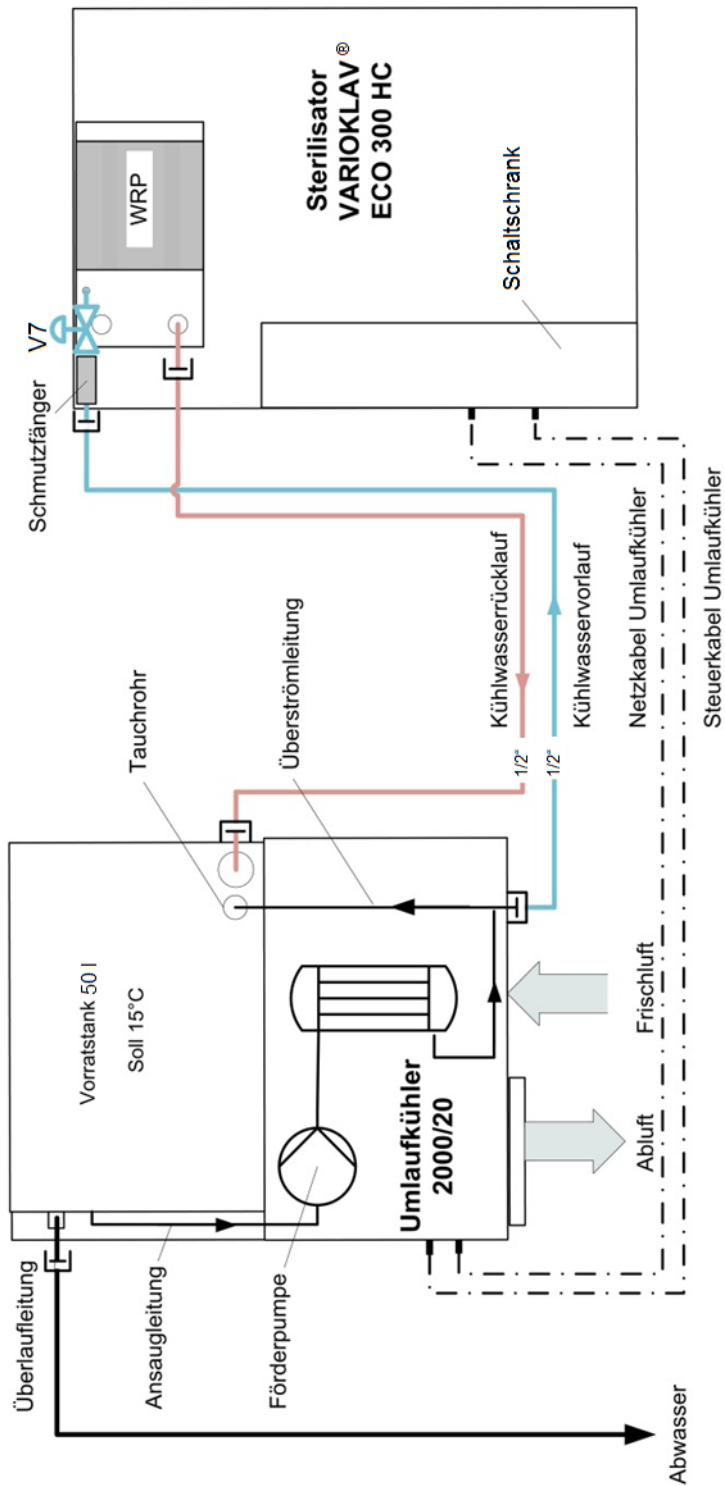 Überlaufleitung
Ansaugleitung
Förderpumpe
Abwasser
Vorratstank 50 l
Soll 15°C
Umlaufkühler
2000/20
Abluft
Frischluft
Tauchrohr
Überströmleitung
Kühlwasserrücklauf
1/2"
1/2"
Kühlwasservorlauf
Netzkabel Umlaufkühler
Steuerkabel Umlaufkühler
Schmutzfänger
V7
WRP
Sterilisator
VARIOKLAV®
ECO 300 HC
Schaltschrank